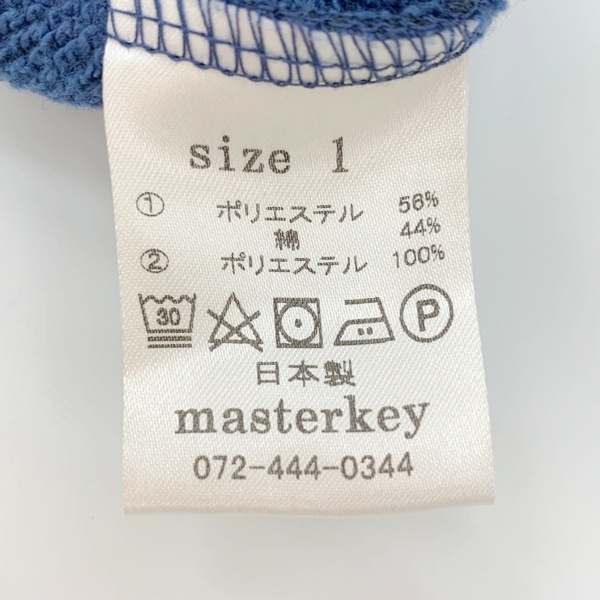 size 1
① ポリエステル 56%
綿 44%
② ポリエステル 100%
30 P
日本製
masterkey
072-444-0344